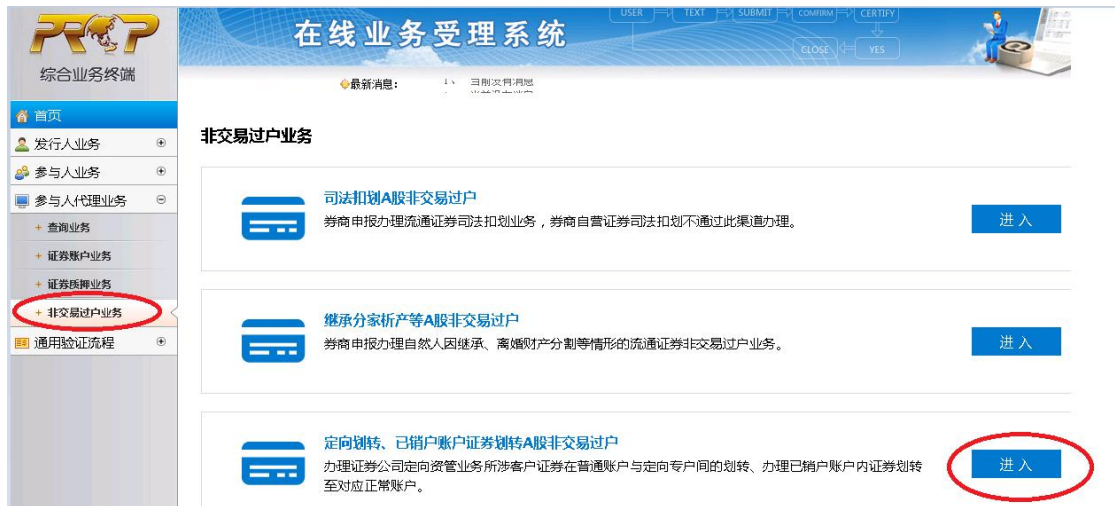 PROP
综合业务终端
在线业务受理系统
USER
TEXT
SUBMIT
COMFIRM
CERTIFY
CLOSE
YES
最新消息：
1、 当前没有消息
首页
发行人业务
参与人业务
参与人代理业务
+ 查询业务
+ 证券账户业务
+ 证券质押业务
+ 非交易过户业务
通用验证流程
非交易过户业务
司法扣划A股非交易过户
券商申报办理流通证券司法扣划业务，券商自营证券司法扣划不通过此渠道办理。
进 入
继承分家析产等A股非交易过户
券商申报办理自然人因继承、离婚财产分割等情形的流通证券非交易过户业务。
进 入
定向划转、已销户账户证券划转A股非交易过户
办理证券公司定向资管业务所涉客户证券在普通账户与定向专户间的划转、办理已销户账户内证券划转
至对应正常账户。
进 入